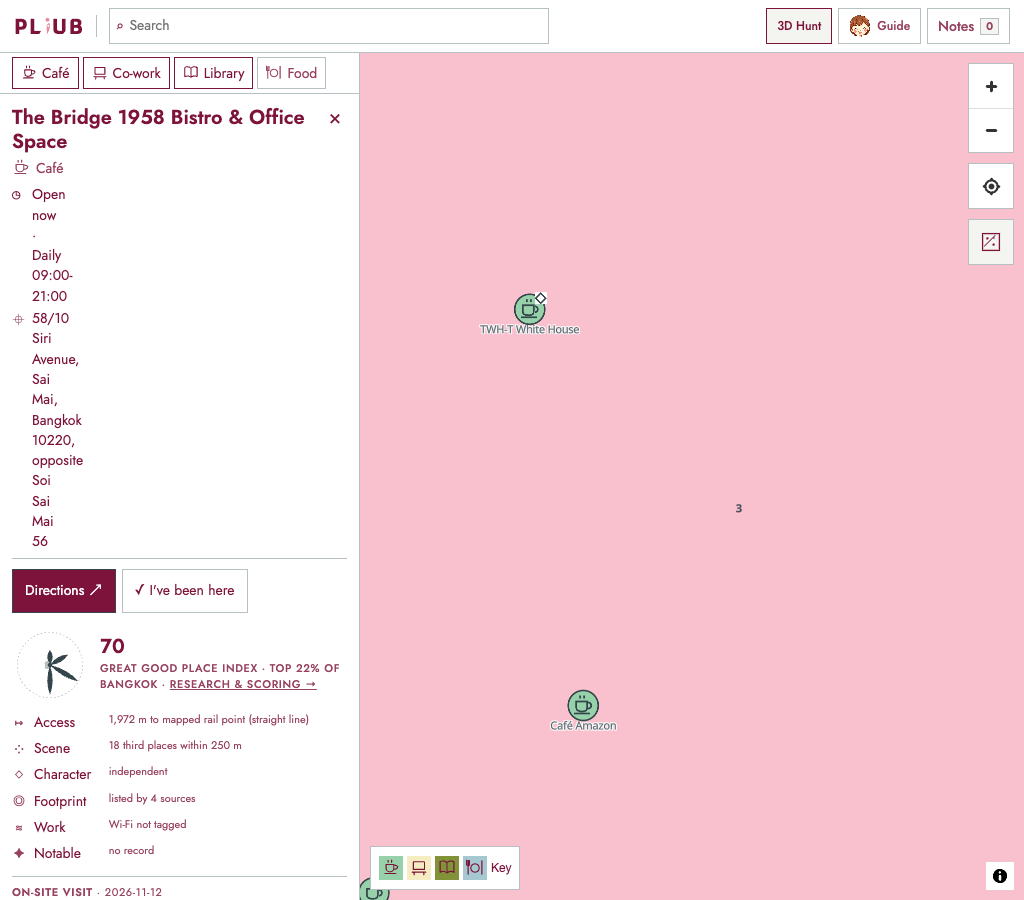 PLIUB
Search
3D Hunt
Guide
Notes 0
Café
Co-work
Library
Food
The Bridge 1958 Bistro & Office
Space
Café
Open
now
·
Daily
09:00-
21:00
58/10
Siri
Avenue,
Sai
Mai,
Bangkok
10220,
opposite
Soi
Sai
Mai
56
Directions ↗
✓ I've been here
70
GREAT GOOD PLACE INDEX · TOP 22% OF
BANGKOK · RESEARCH & SCORING →
Access 1,972 m to mapped rail point (straight line)
Scene 18 third places within 250 m
Character independent
Footprint listed by 4 sources
Work Wi-Fi not tagged
Notable no record
ON-SITE VISIT · 2026-11-12
TWH-T White House
3
Café Amazon
Key